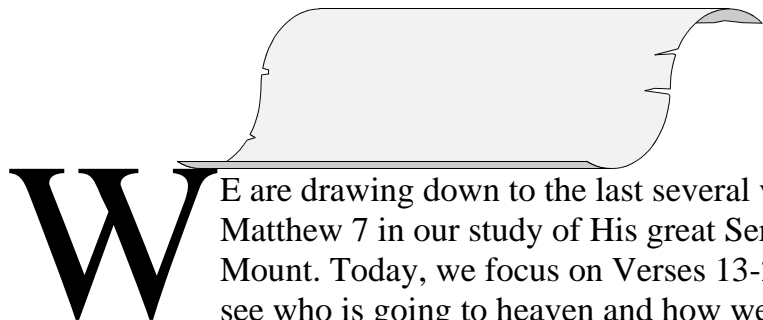 WE are drawing down to the last several
Matthew 7 in our study of His great
Mount. Today, we focus on Verses 13-
see who is going to heaven and how we